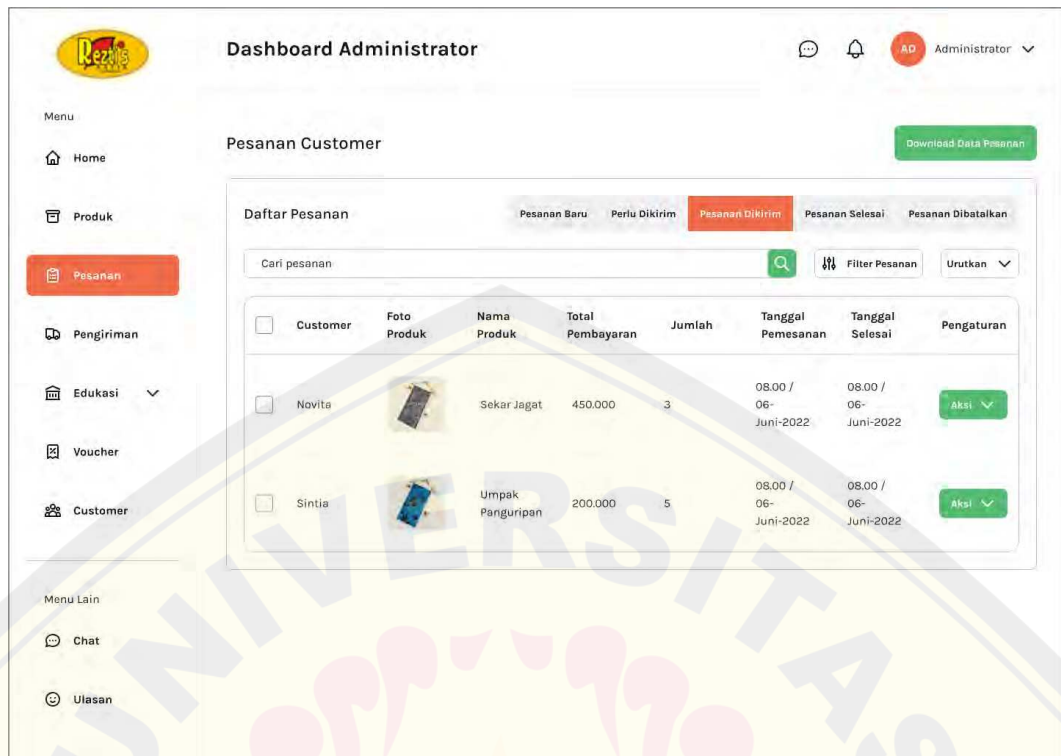 Rezti's
Dashboard Administrator
AD
Administrator
Menu
Home
Produk
Pesanan
Pengiriman
Edukasi
Voucher
Customer
Menu Lain
Chat
Ulasan
Pesanan Customer
Download Data Pesanan
Daftar Pesanan
Pesanan Baru
Perlu Dikirim
Pesanan Dikirim
Pesanan Selesai
Pesanan Dibatalkan
Cari pesanan
Filter Pesanan
Urutkan
Customer
Foto
Produk
Nama
Produk
Total
Pembayaran
Jumlah
Tanggal
Pemesanan
Tanggal
Selesai
Pengaturan
Novita
Sekar Jagat
450.000
3
08.00 /
06-
Juni-2022
08.00 /
06-
Juni-2022
Aksi
Sintia
Umpak
Panguripan
200.000
5
08.00 /
06-
Juni-2022
08.00 /
06-
Juni-2022
Aksi
UNIVERSITAS